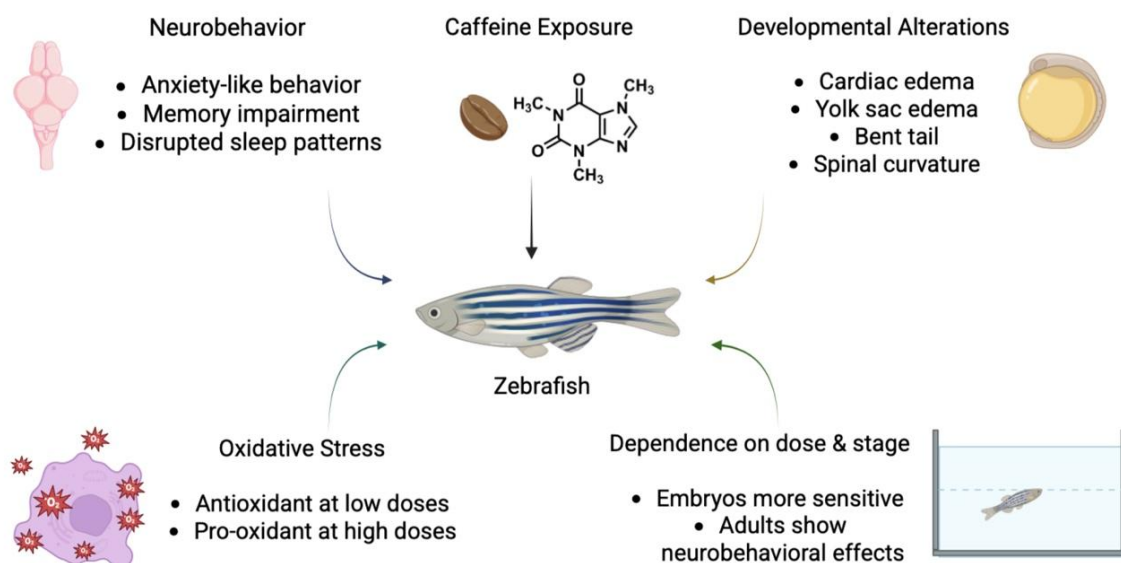 Neurobehavior
• Anxiety-like behavior
• Memory impairment
• Disrupted sleep patterns
Caffeine Exposure
O
CH₃
H₃C
N
N
O
N
N
CH₃
Developmental Alterations
• Cardiac edema
• Yolk sac edema
• Bent tail
• Spinal curvature
Zebrafish
Oxidative Stress
• Antioxidant at low doses
• Pro-oxidant at high doses
Dependence on dose & stage
• Embryos more sensitive
• Adults show
neurobehavioral effects